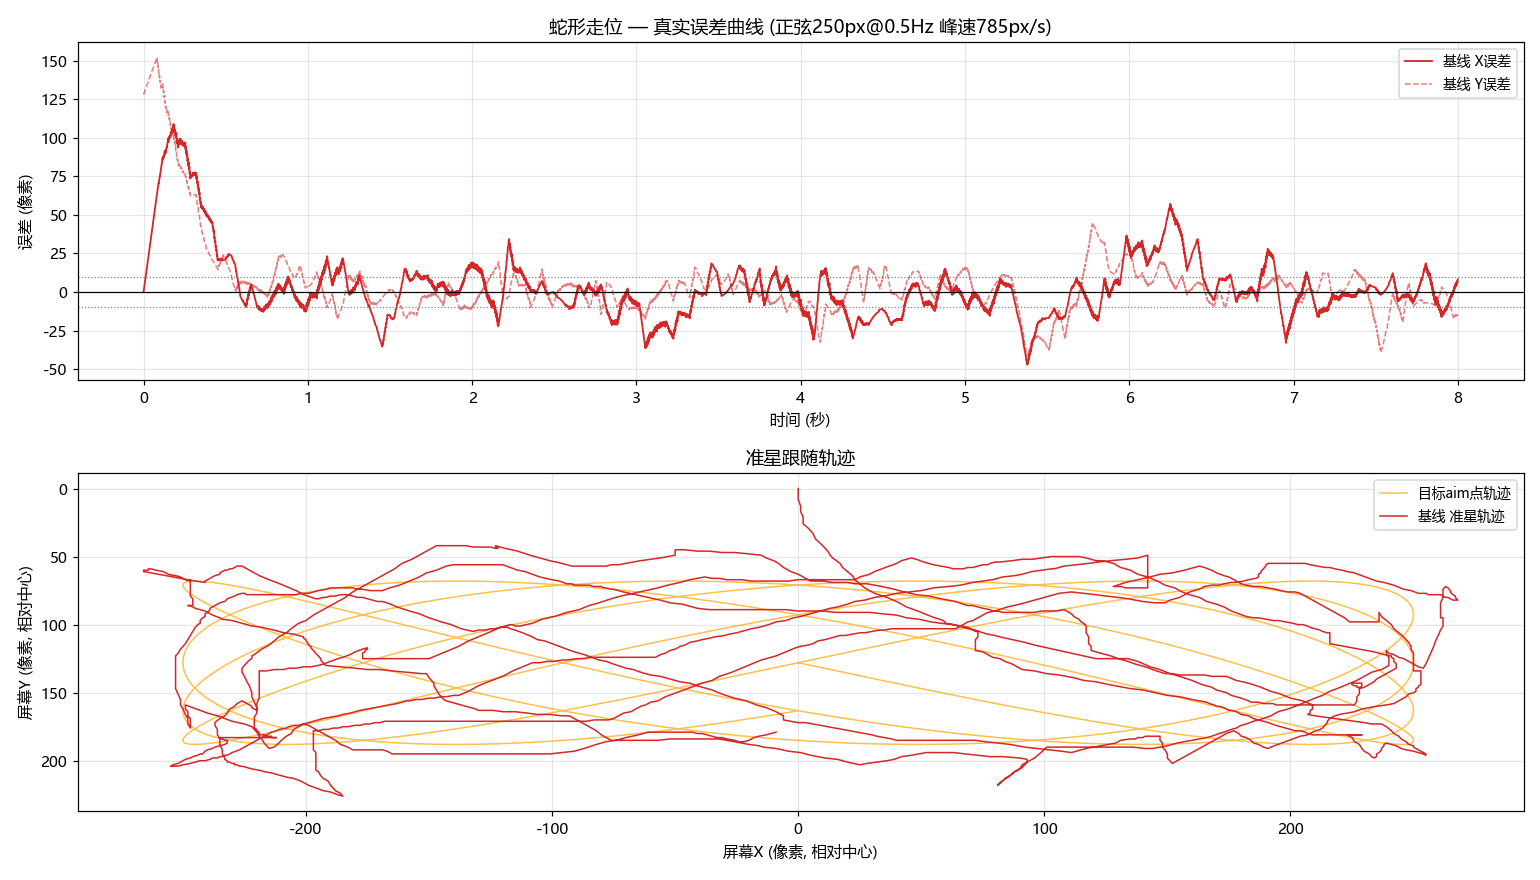 蛇形走位 — 真实误差曲线 (正弦250px@0.5Hz 峰速785px/s)
150
125
100
75
50
25
0
-25
-50
误差 (像素)
基线 X误差
基线 Y误差
0 1 2 3 4 5 6 7 8
时间 (秒)
准星跟随轨迹
0
50
100
150
200
屏幕Y (像素, 相对中心)
目标aim点轨迹
基线 准星轨迹
-200 -100 0 100 200
屏幕X (像素, 相对中心)